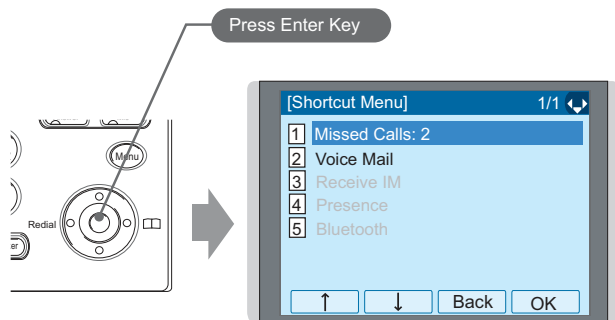 Press Enter Key
[Shortcut Menu] 1/1
1 Missed Calls: 2
2 Voice Mail
3 Receive IM
4 Presence
5 Bluetooth
↑ ↓ Back OK
Menu
Redial
er